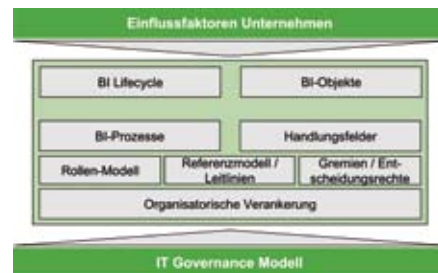 Einflussfaktoren Unternehmen
BI Lifecycle
BI-Objekte
BI-Prozesse
Handlungsfelder
Rollen-Modell
Referenzmodell /
Leitlinien
Gremien / Ent-
scheidungsrechte
Organisatorische Verankerung
IT Governance Modell